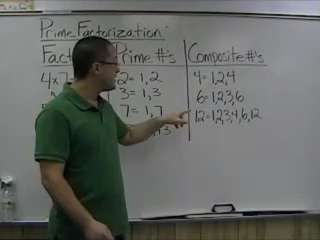 Prime Factorization:
Fact Prime #'s Composite #'s
4x7 2 = 1, 2 4 = 1, 2, 4
3 = 1, 3 6 = 1, 2, 3, 6
7 = 1, 7 12 = 1, 2, 3, 4, 6, 12
13